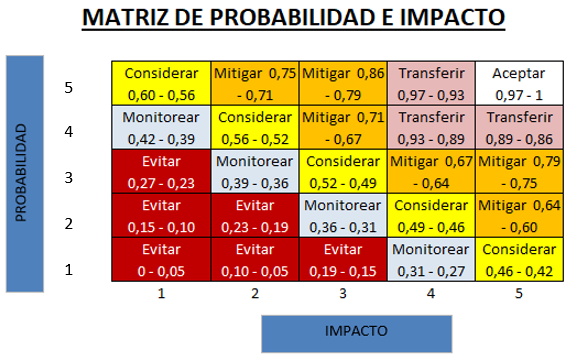 MATRIZ DE PROBABILIDAD E IMPACTO
PROBABILIDAD
5
Considerar
0,60 - 0,56
Mitigar 0,75
- 0,71
Mitigar 0,86
- 0,79
Transferir
0,97 - 0,93
Aceptar
0,97 - 1
4
Monitorear
0,42 - 0,39
Considerar
0,56 - 0,52
Mitigar 0,71
- 0,67
Transferir
0,93 - 0,89
Transferir
0,89 - 0,86
3
Evitar
0,27 - 0,23
Monitorear
0,39 - 0,36
Considerar
0,52 - 0,49
Mitigar 0,67
- 0,64
Mitigar 0,79
- 0,75
2
Evitar
0,15 - 0,10
Evitar
0,23 - 0,19
Monitorear
0,36 - 0,31
Considerar
0,49 - 0,46
Mitigar 0,64
- 0,60
1
Evitar
0 - 0,05
Evitar
0,10 - 0,05
Evitar
0,19 - 0,15
Monitorear
0,31 - 0,27
Considerar
0,46 - 0,42
1 2 3 4 5
IMPACTO